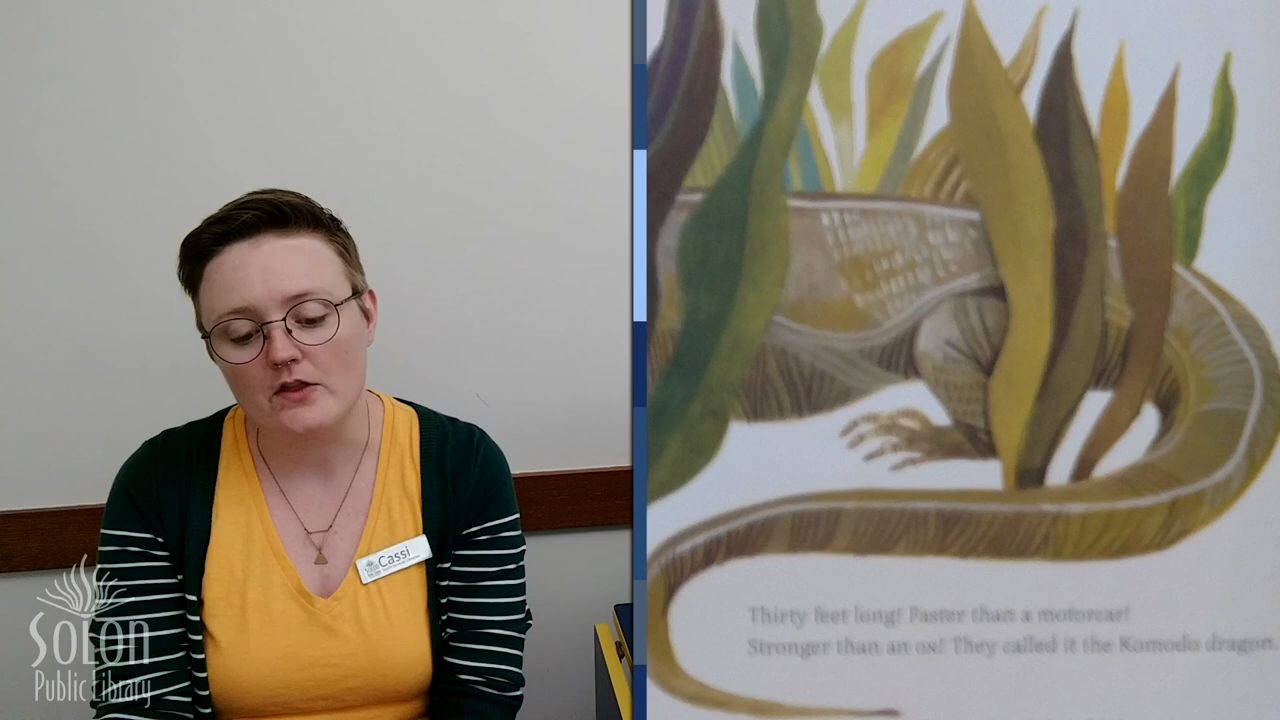 Cassi
SOLON
Public Library
Thirty feet long! Faster than a motorcar!
Stronger than an ox! They called it the Komodo dragon.